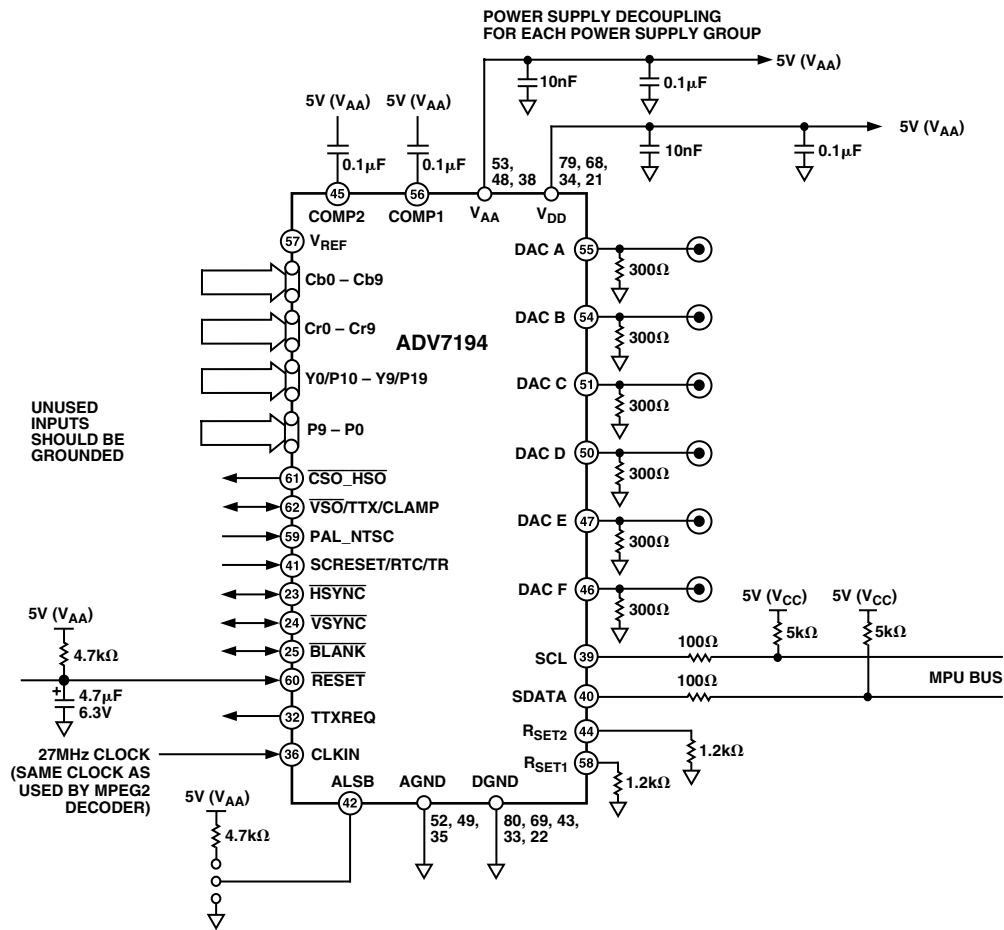 POWER SUPPLY DECOUPLING
FOR EACH POWER SUPPLY GROUP
5V (VAA)
10nF
0.1μF
5V (VAA)
5V (VAA)
5V (VAA)
10nF
0.1μF
0.1μF
0.1μF
53,
48, 38
79, 68,
34, 21
45
56
COMP2
COMP1
VAA
VDD
57
VREF
Cb0 – Cb9
Cr0 – Cr9
ADV7194
Y0/P10 – Y9/P19
P9 – P0
UNUSED
INPUTS
SHOULD BE
GROUNDED
DAC A
55
300Ω
DAC B
54
300Ω
DAC C
51
300Ω
DAC D
50
300Ω
DAC E
47
300Ω
DAC F
46
300Ω
61
CSO_HSO
62
VSO/TTX/CLAMP
59
PAL_NTSC
41
SCRESET/RTC/TR
23
HSYNC
24
VSYNC
25
BLANK
60
RESET
32
TTXREQ
36
CLKIN
5V (VAA)
4.7kΩ
+
4.7μF
6.3V
27MHz CLOCK
(SAME CLOCK AS
USED BY MPEG2
DECODER)
5V (VCC)
5V (VCC)
5kΩ
5kΩ
SCL
39
100Ω
MPU BUS
SDATA
40
100Ω
RSET2
44
1.2kΩ
RSET1
58
1.2kΩ
ALSB
AGND
DGND
42
52, 49,
35
80, 69, 43,
33, 22
5V (VAA)
4.7kΩ